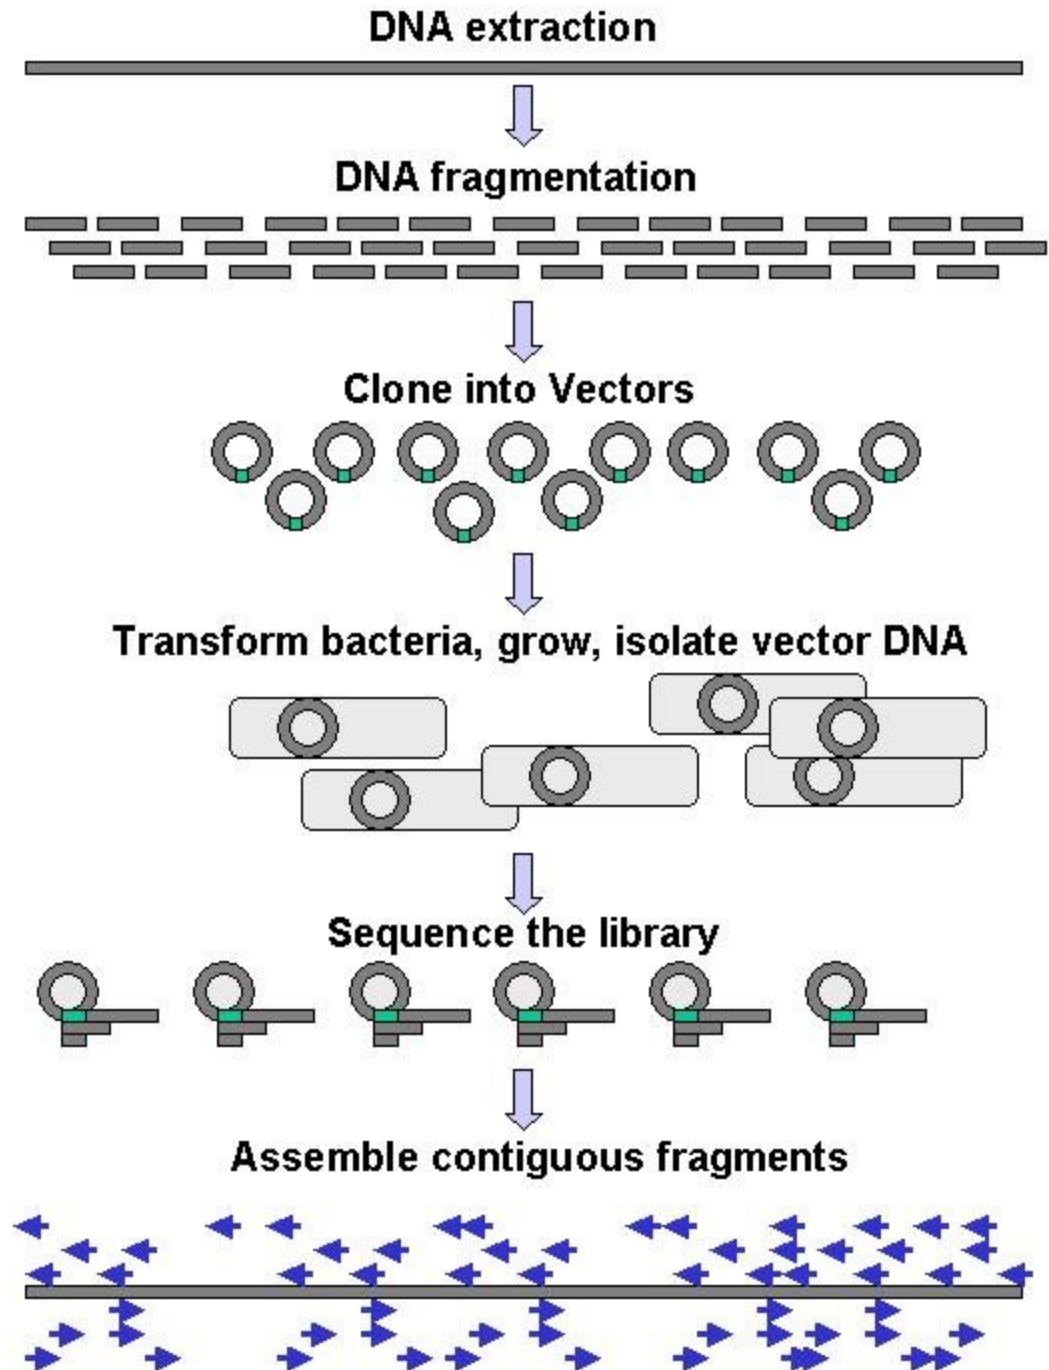 DNA extraction
DNA fragmentation
Clone into Vectors
Transform bacteria, grow, isolate vector DNA
Sequence the library
Assemble contiguous fragments